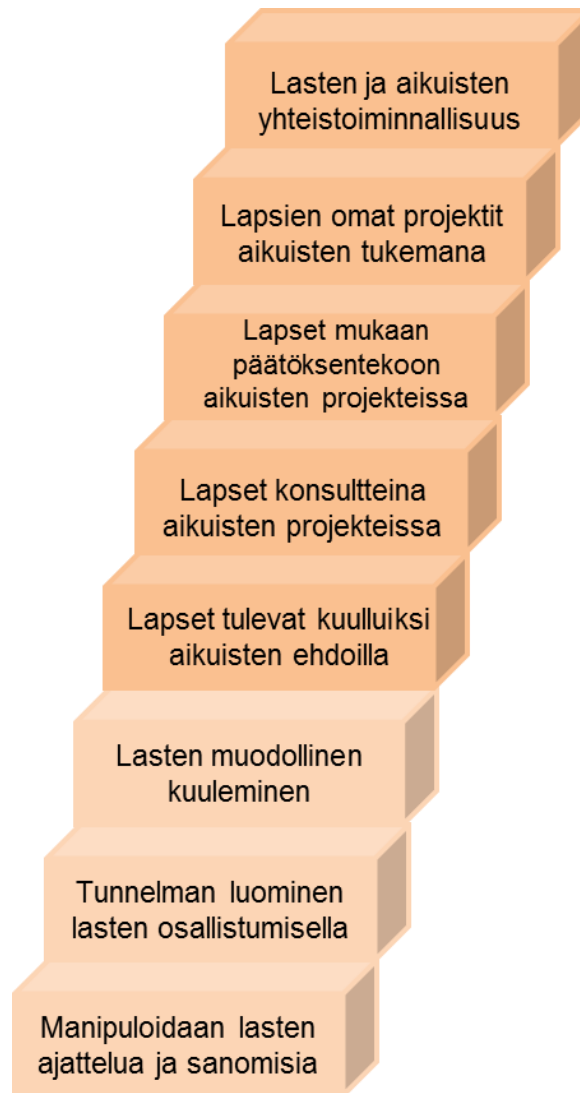 Lasten ja aikuisten
yhteistoiminnallisuus
Lapsien omat projektit
aikuisten tukemana
Lapset mukaan
päätöksentekoon
aikuisten projekteissa
Lapset konsultteina
aikuisten projekteissa
Lapset tulevat kuulluiksi
aikuisten ehdoilla
Lasten muodollinen
kuuleminen
Tunnelman luominen
lasten osallistumisella
Manipuloidaan lasten
ajattelua ja sanomisia